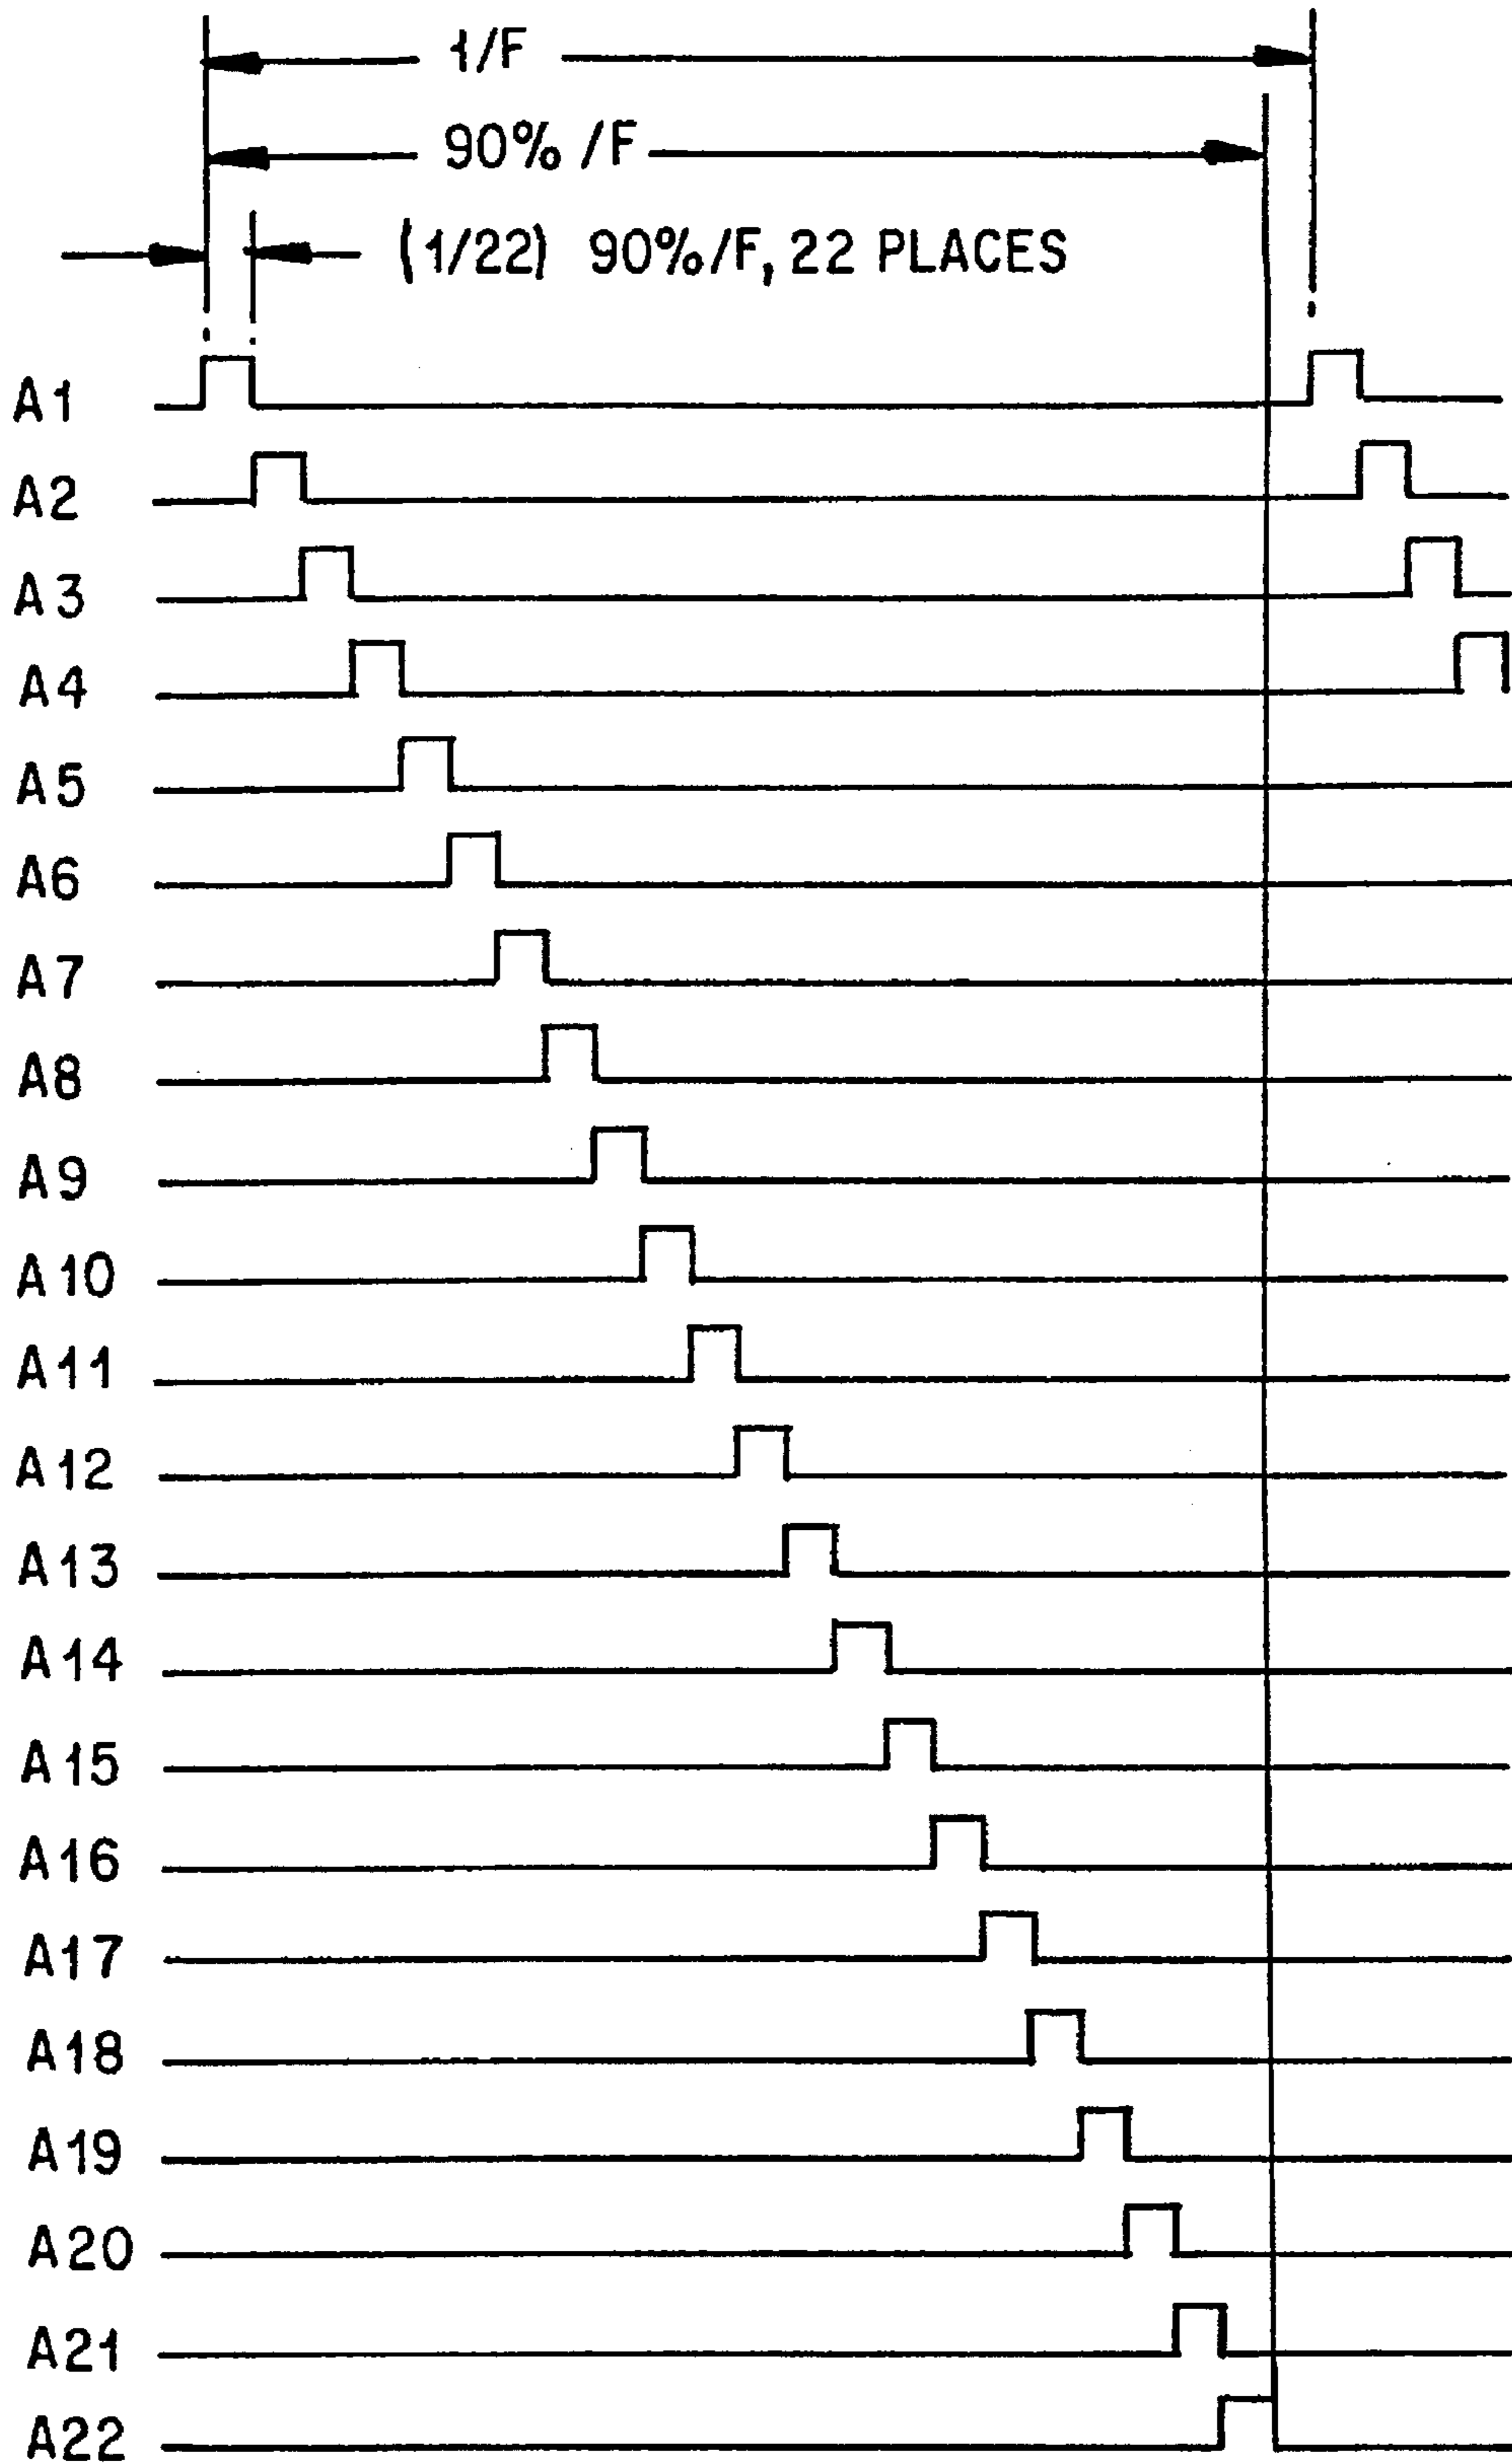 1/F
90% /F
(1/22) 90%/F, 22 PLACES
A1
A2
A3
A4
A5
A6
A7
A8
A9
A10
A11
A12
A13
A14
A15
A16
A17
A18
A19
A20
A21
A22